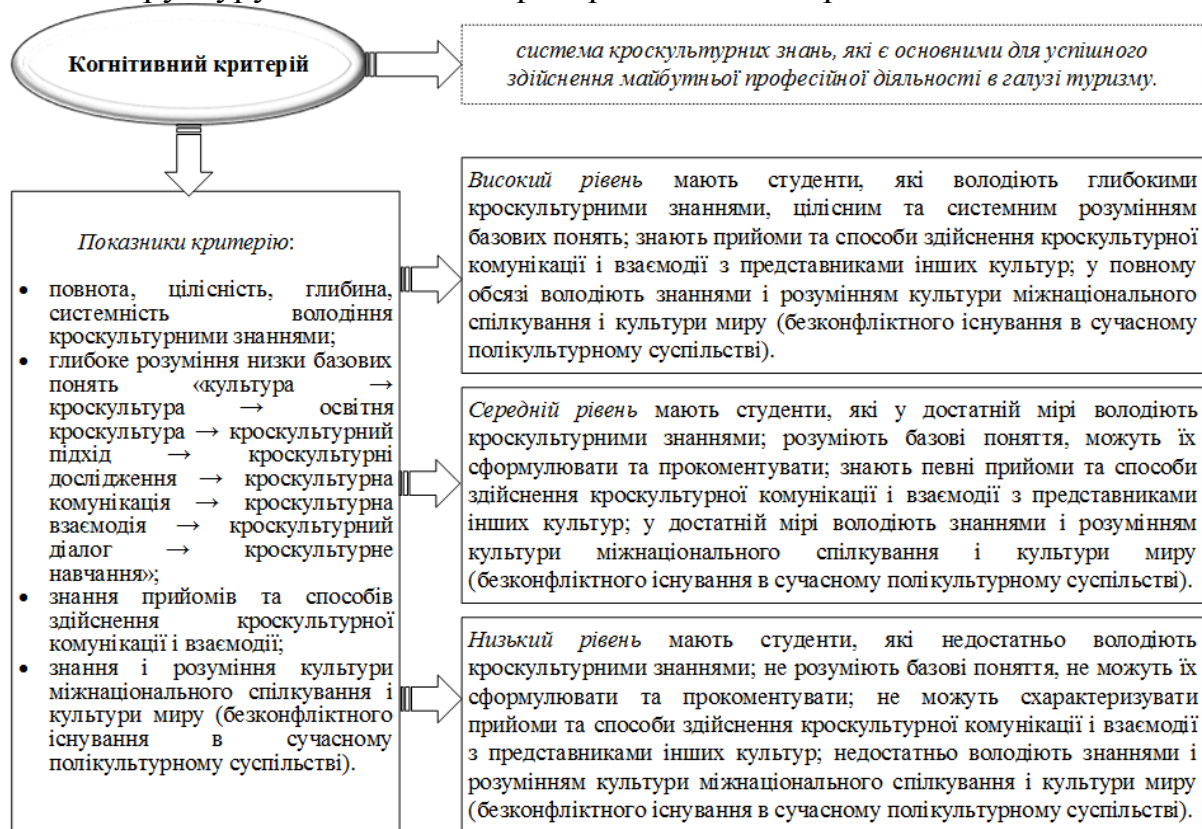 Когнітивний критерій
система кроскультурних знань, які є основними для успішного
здійснення майбутньої професійної діяльності в галузі туризму.
Показники критерію:
• повнота, цілісність, глибина,
системність володіння
кроскультурними знаннями;
• глибоке розуміння низки базових
понять «культура →
кроскультура → освітня
кроскультура → кроскультурний
підхід → кроскультурні
дослідження → кроскультурна
комунікація → кроскультурна
взаємодія → кроскультурний
діалог → кроскультурне
навчання»;
• знання прийомів та способів
здійснення кроскультурної
комунікації і взаємодії;
• знання і розуміння культури
міжнаціонального спілкування і
культури миру (безконфліктного
існування в сучасному
полікультурному суспільстві).
Високий рівень мають студенти, які володіють глибокими
кроскультурними знаннями, цілісним та системним розумінням
базових понять; знають прийоми та способи здійснення кроскультурної
комунікації і взаємодії з представниками інших культур; у повному
обсязі володіють знаннями і розумінням культури міжнаціонального
спілкування і культури миру (безконфліктного існування в сучасному
полікультурному суспільстві).
Середній рівень мають студенти, які у достатній мірі володіють
кроскультурними знаннями; розуміють базові поняття, можуть їх
сформулювати та прокоментувати; знають певні прийоми та способи
здійснення кроскультурної комунікації і взаємодії з представниками
інших культур; у достатній мірі володіють знаннями і розумінням
культури міжнаціонального спілкування і культури миру
(безконфліктного існування в сучасному полікультурному суспільстві).
Низький рівень мають студенти, які недостатньо володіють
кроскультурними знаннями; не розуміють базові поняття, не можуть їх
сформулювати та прокоментувати; не можуть схарактеризувати
прийоми та способи здійснення кроскультурної комунікації і взаємодії
з представниками інших культур; недостатньо володіють знаннями і
розумінням культури міжнаціонального спілкування і культури миру
(безконфліктного існування в сучасному полікультурному суспільстві).